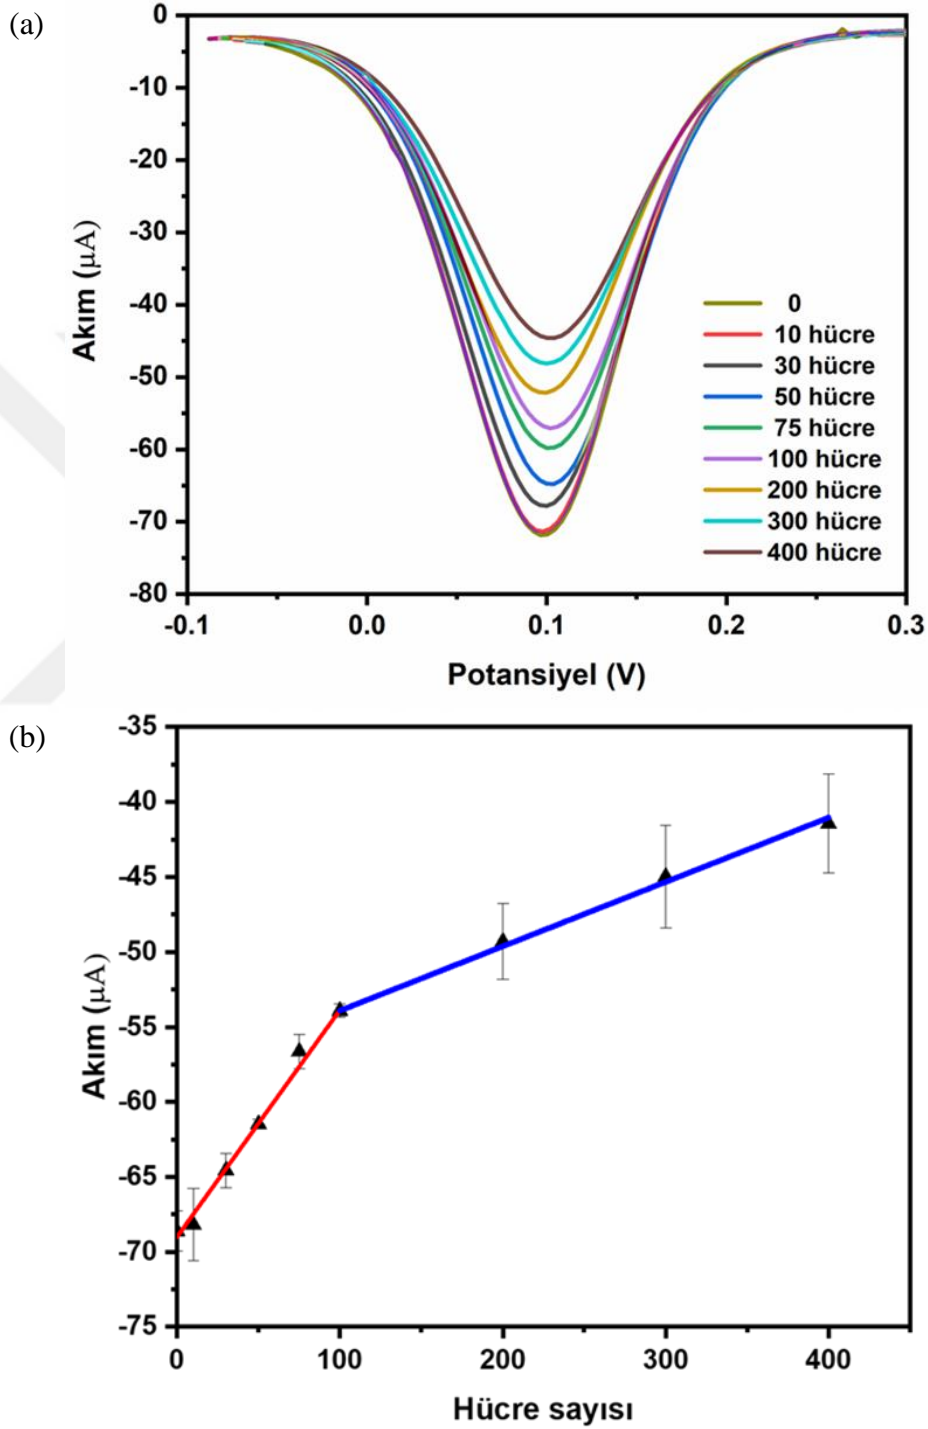 (a)
0
-10
-20
-30
-40
-50
-60
-70
-80
Akım (µA)
-0.1 0.0 0.1 0.2 0.3
Potansiyel (V)
0
10 hücre
30 hücre
50 hücre
75 hücre
100 hücre
200 hücre
300 hücre
400 hücre
(b)
-35
-40
-45
-50
-55
-60
-65
-70
-75
Akım (µA)
0 100 200 300 400
Hücre sayısı